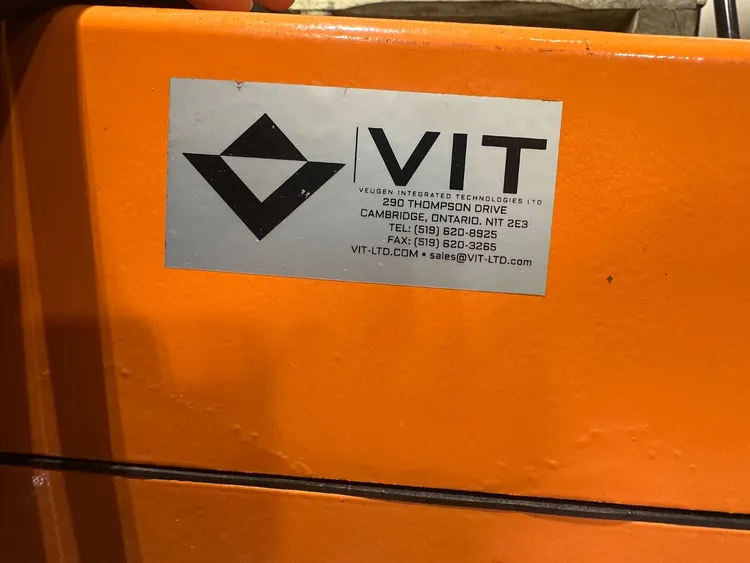 VIT
VEUGEN INTEGRATED TECHNOLOGIES LTD
290 THOMPSON DRIVE
CAMBRIDGE, ONTARIO. N1T 2E3
TEL: (519) 620-8925
FAX: (519) 620-3265
VIT-LTD.COM • sales@VIT-LTD.com